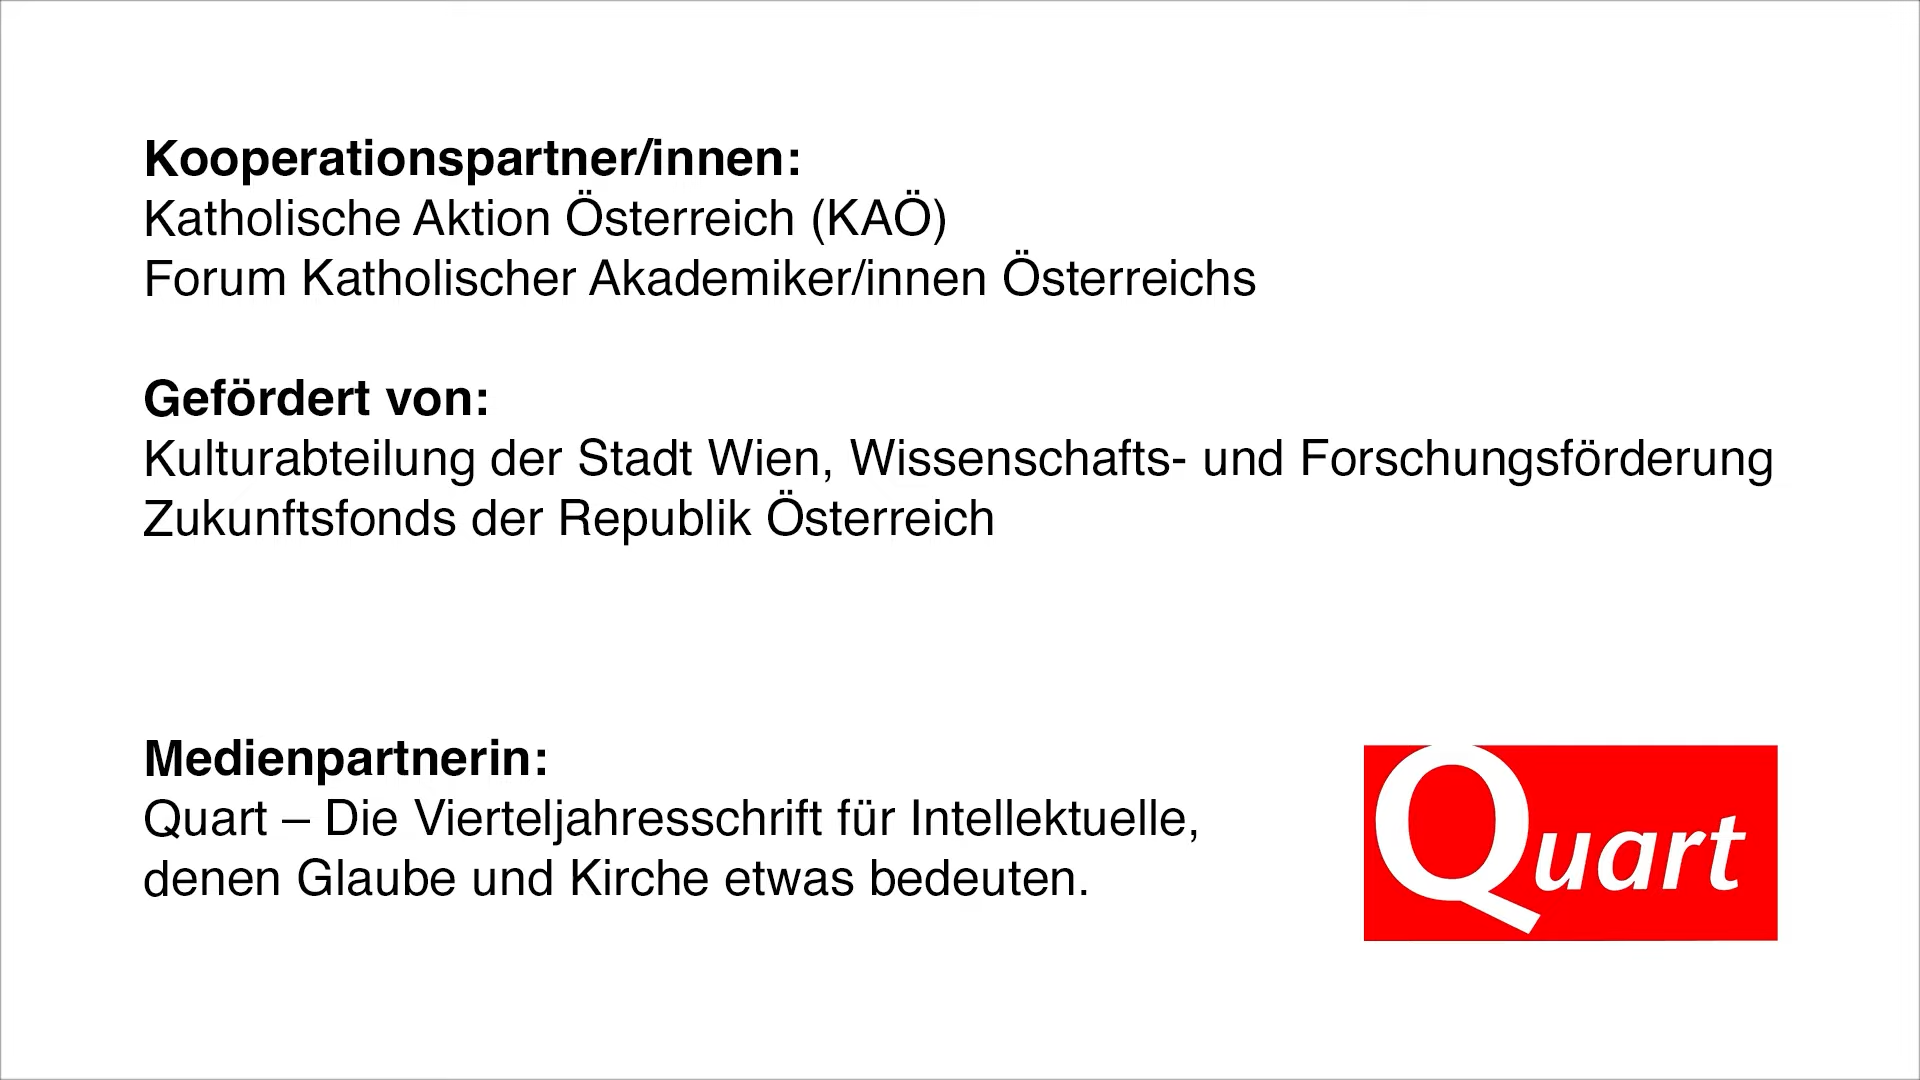 Kooperationspartner/innen:
Katholische Aktion Österreich (KAÖ)
Forum Katholischer Akademiker/innen Österreichs
Gefördert von:
Kulturabteilung der Stadt Wien, Wissenschafts- und Forschungsförderung
Zukunftsfonds der Republik Österreich
Medienpartnerin:
Quart – Die Vierteljahresschrift für Intellektuelle,
denen Glaube und Kirche etwas bedeuten.
Quart